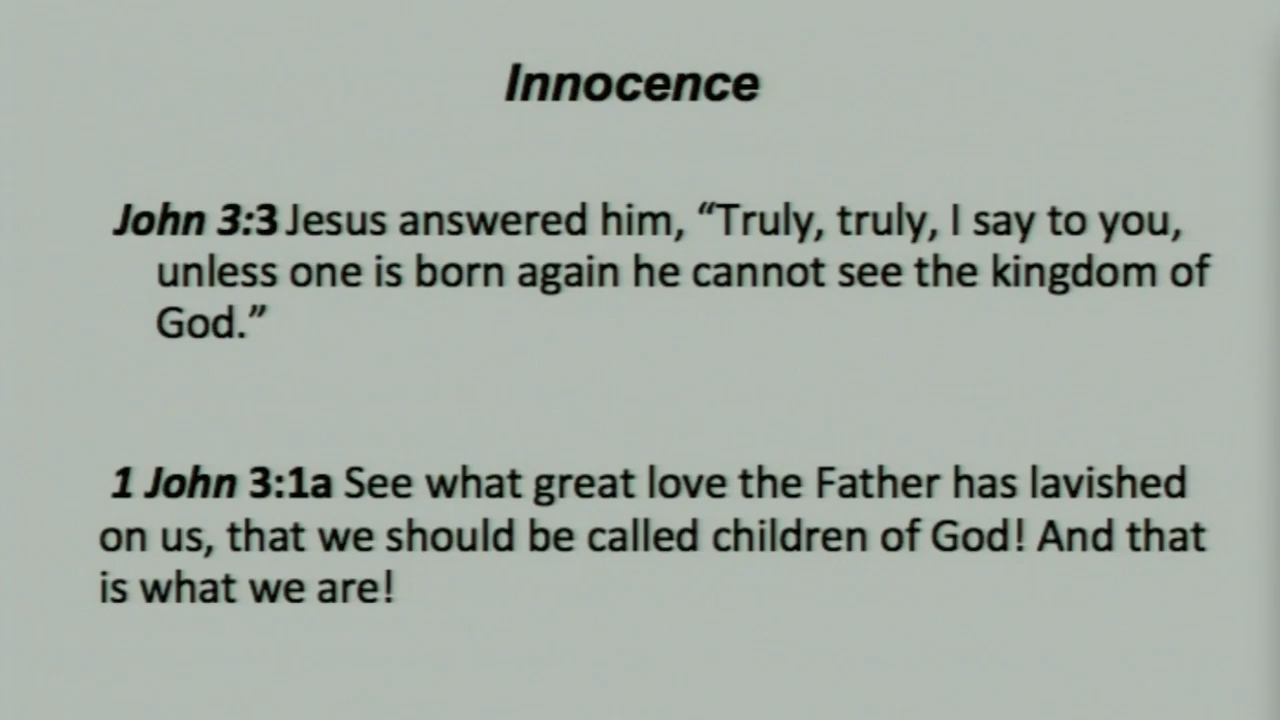 Innocence
John 3:3 Jesus answered him, “Truly, truly, I say to you,
unless one is born again he cannot see the kingdom of
God.”
1 John 3:1a See what great love the Father has lavished
on us, that we should be called children of God! And that
is what we are!